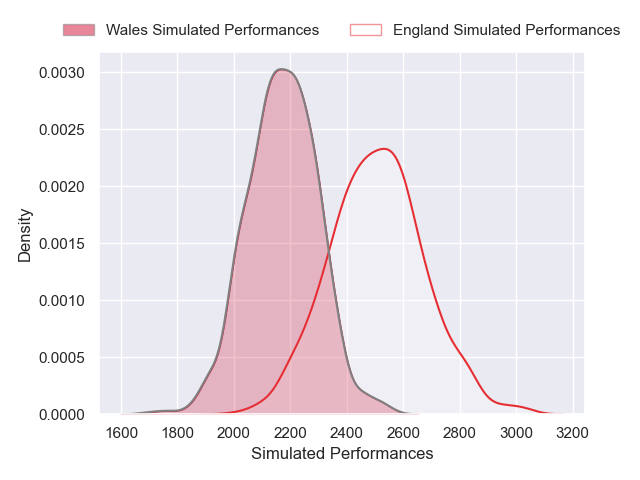 Wales Simulated Performances England Simulated Performances
0.0030
0.0025
0.0020
0.0015
0.0010
0.0005
0.0000
Density
1600 1800 2000 2200 2400 2600 2800 3000 3200
Simulated Performances